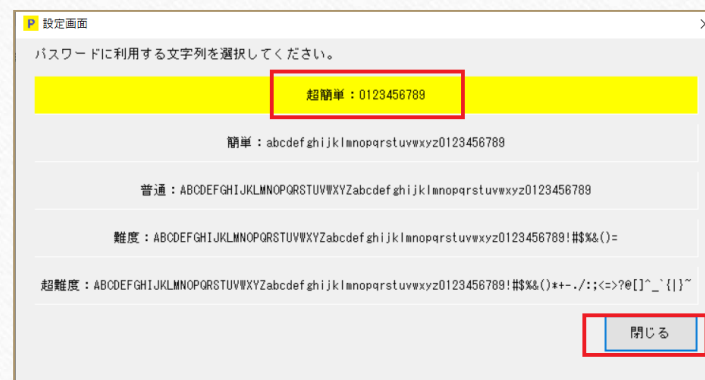 P 設定画面
パスワードに利用する文字列を選択してください。
超簡単：0123456789
簡単：abcdefghijklmnopqrstuvwxyz0123456789
普通：ABCDEFGHIJKLMNOPQRSTUVWXYZabcdefghijklmnopqrstuvwxyz0123456789
難度：ABCDEFGHIJKLMNOPQRSTUVWXYZabcdefghijklmnopqrstuvwxyz0123456789!#$%&()=
超難度：ABCDEFGHIJKLMNOPQRSTUVWXYZabcdefghijklmnopqrstuvwxyz0123456789!#$%&()*+-./:;<=>?@[]^_`{|}~
閉じる